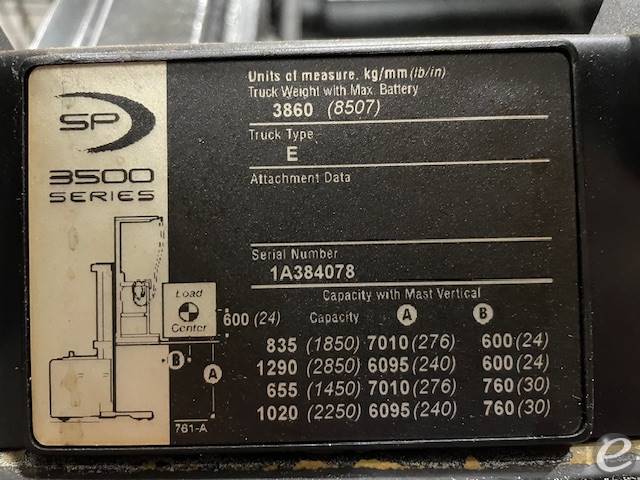 SP
3500
SERIES
Units of measure, kg/mm (lb/in)
Truck Weight with Max. Battery
3860 (8507)
Truck Type
E
Attachment Data
Serial Number
1A384078
Capacity with Mast Vertical
Load
Center
600 (24)
Capacity A B
835 (1850) 7010 (276) 600 (24)
1290 (2850) 6095 (240) 600 (24)
655 (1450) 7010 (276) 760 (30)
1020 (2250) 6095 (240) 760 (30)
B
A
761-A
e